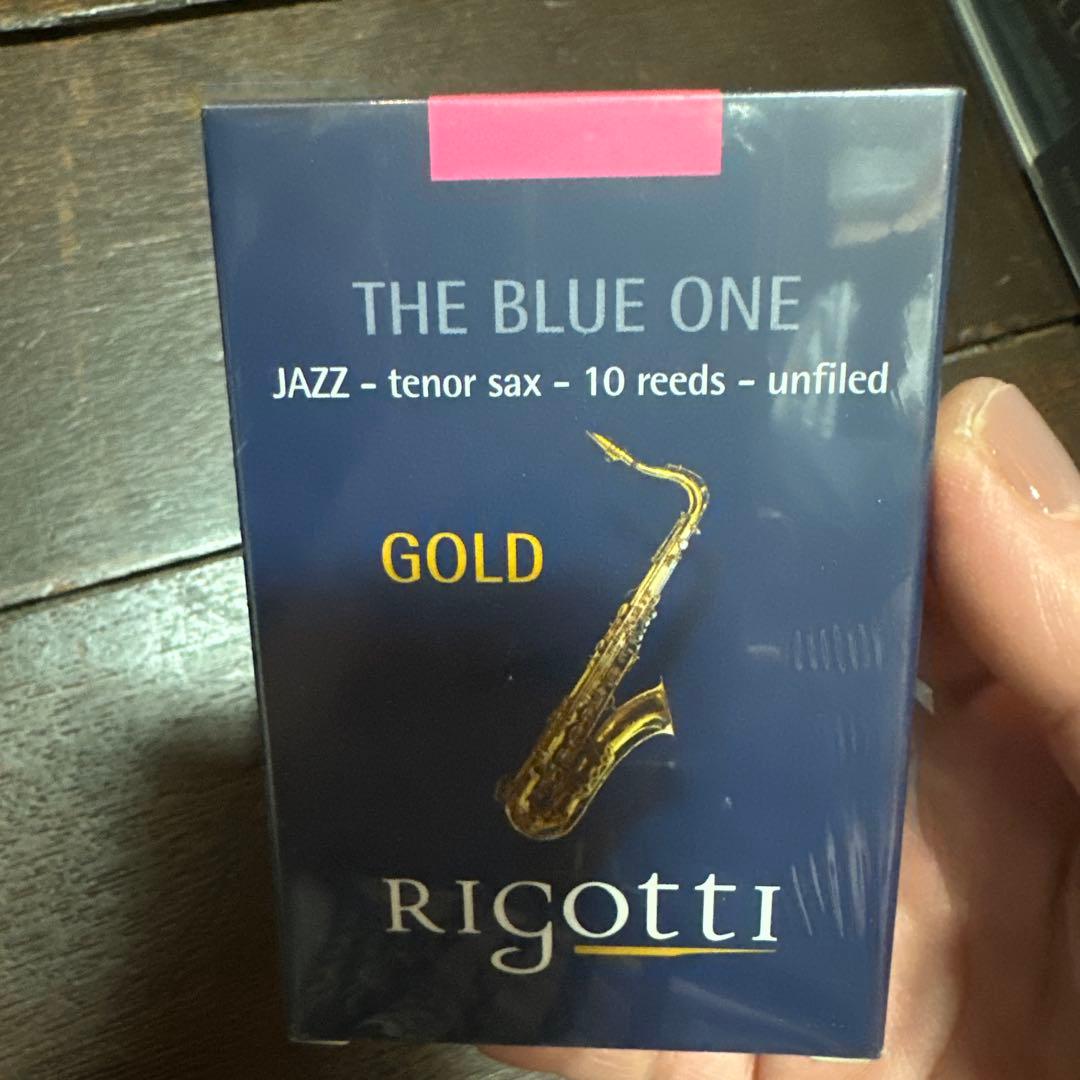 THE BLUE ONE
JAZZ - tenor sax - 10 reeds - unfiled
GOLD
RIGOTTI